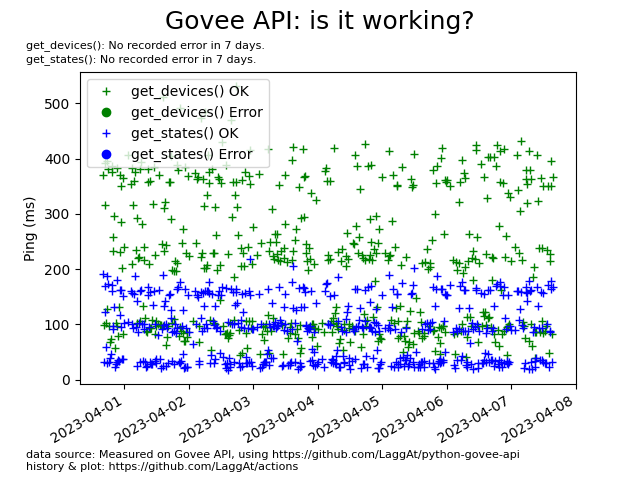 Govee API: is it working?
get_devices(): No recorded error in 7 days.
get_states(): No recorded error in 7 days.
get_devices() OK
get_devices() Error
get_states() OK
get_states() Error
Ping (ms)
500
400
300
200
100
0
2023-04-01
2023-04-02
2023-04-03
2023-04-04
2023-04-05
2023-04-06
2023-04-07
2023-04-08
data source: Measured on Govee API, using https://github.com/LaggAt/python-govee-api
history & plot: https://github.com/LaggAt/actions